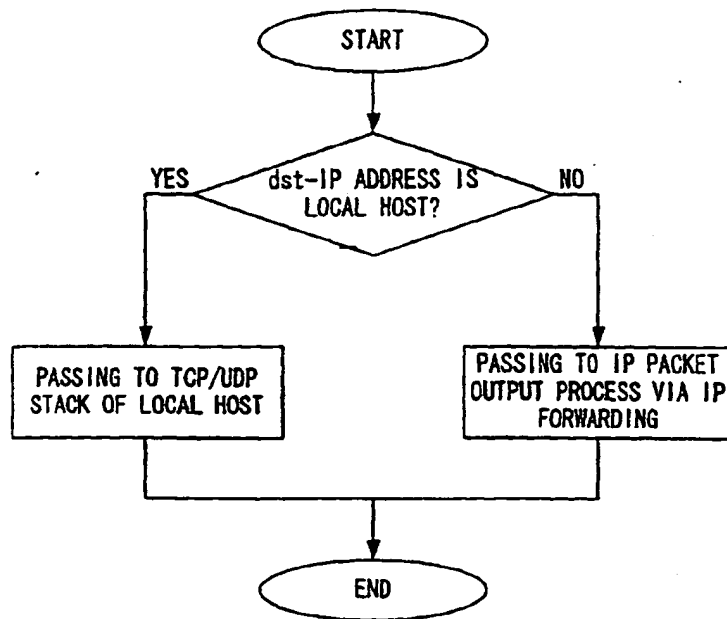 START
dst-IP ADDRESS IS
LOCAL HOST?
YES
NO
PASSING TO TCP/UDP
STACK OF LOCAL HOST
PASSING TO IP PACKET
OUTPUT PROCESS VIA IP
FORWARDING
END